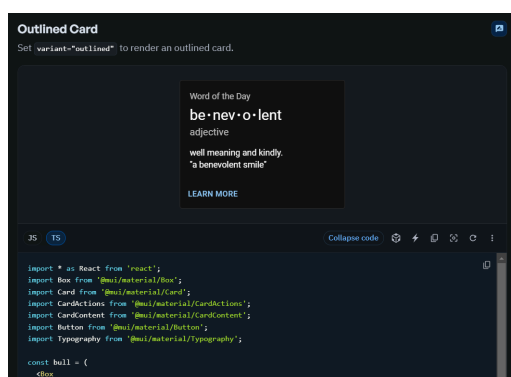 Outlined Card
Set variant="outlined" to render an outlined card.
Word of the Day
be•nev•o•lent
adjective
well meaning and kindly.
"a benevolent smile"
LEARN MORE
JS TS Collapse code
import * as React from 'react';
import Box from '@mui/material/Box';
import Card from '@mui/material/Card';
import CardActions from '@mui/material/CardActions';
import CardContent from '@mui/material/CardContent';
import Button from '@mui/material/Button';
import Typography from '@mui/material/Typography';
const bull = (
<Box